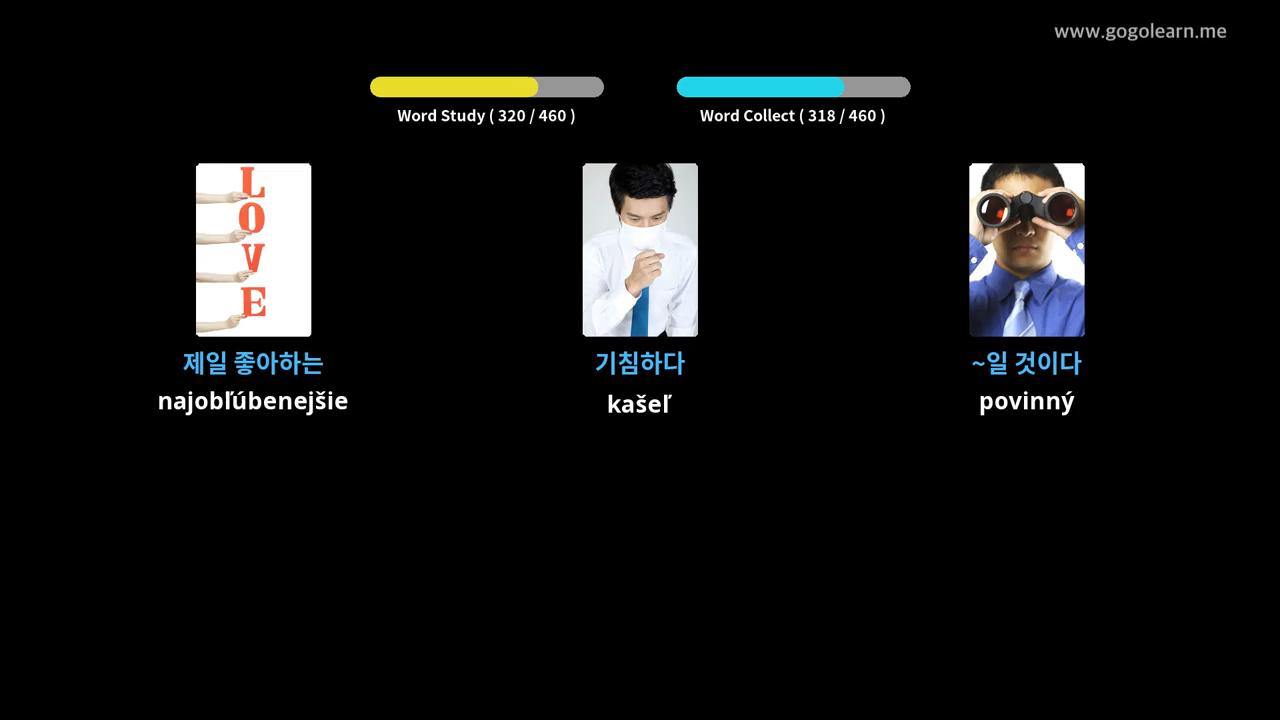 www.gogolearn.me
Word Study ( 320 / 460 )
Word Collect ( 318 / 460 )
L
O
V
E
제일 좋아하는
기침하다
~일 것이다
najobľúbenejšie
kašeľ
povinný